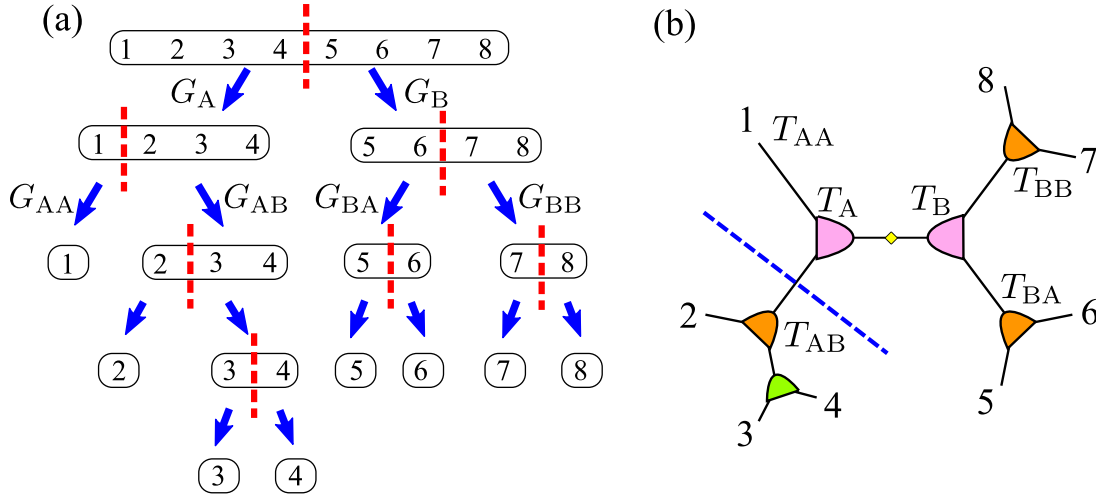 (a)
1 2 3 4 5 6 7 8
G_A G_B
1 2 3 4
5 6 7 8
G_AA G_AB G_BA G_BB
1
2 3 4
5 6
7 8
2
3 4
5
6
7
8
3
4
(b)
8
1 T_AA
7
T_BB
T_A T_B
T_BA
2
6
T_AB
4
5
3